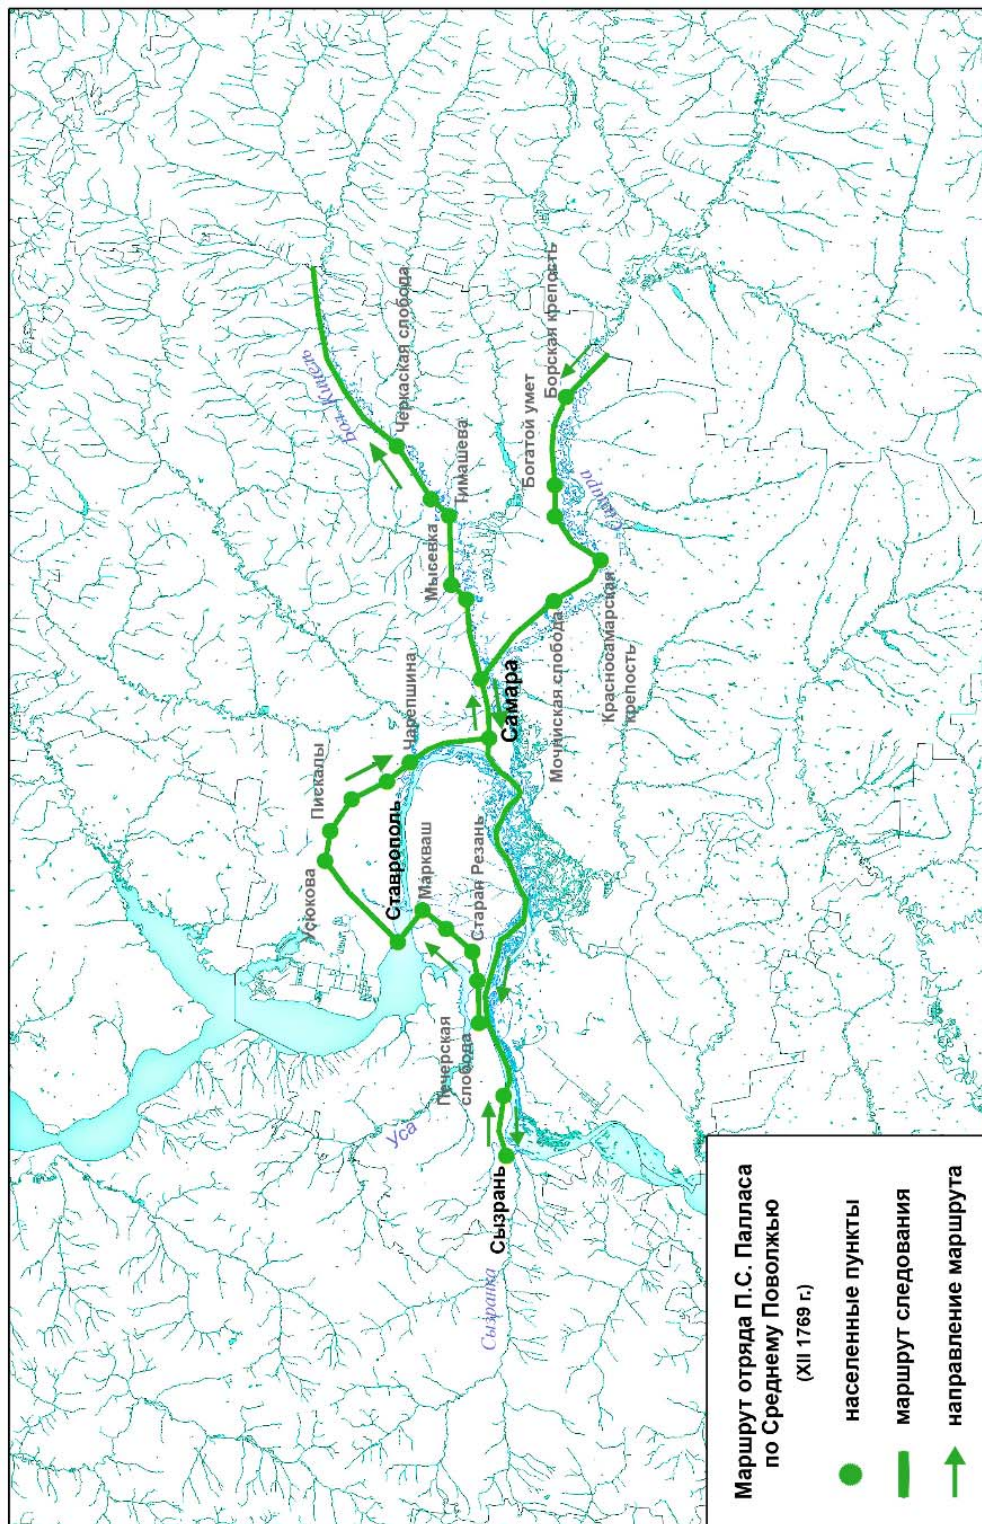 Маршрут отряда П.С. Палласа
по Среднему Поволжью
(XII 1769 г.)
населенные пункты
маршрут следования
направление маршрута
Сызранка
Сызрань
Уса
Печерская
слобода
Старая Резань
Маркваш
Ставрополь
Усюкова
Пискалы
Чарепшина
Самара
Мочнинская слобода
Красносамарская
крепость
Мысевка
Тимашева
Черкаская слобода
Бол. Кинель
Богатой умет
Борская крепость
Самара